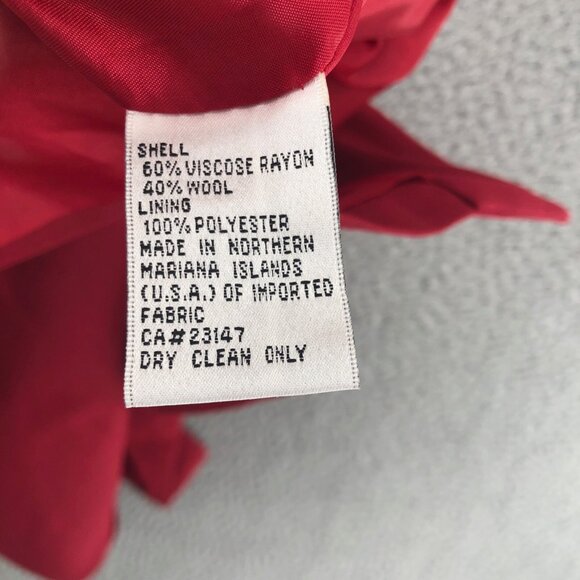 SHELL
60% VISCOSE RAYON
40% WOOL
LINING
100% POLYESTER
MADE IN NORTHERN
MARIANA ISLANDS
(U.S.A.) OF IMPORTED
FABRIC
CA#23147
DRY CLEAN ONLY